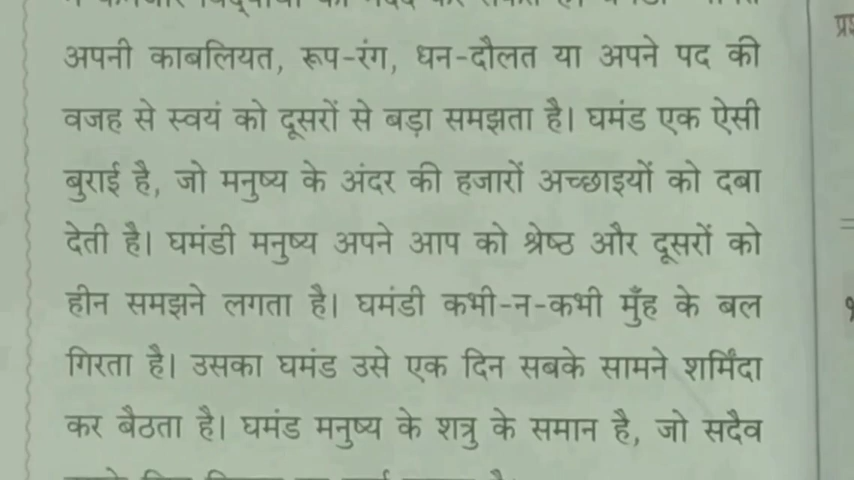 अपनी काबलियत, रूप-रंग, धन-दौलत या अपने पद की
वजह से स्वयं को दूसरों से बड़ा समझता है। घमंड एक ऐसी
बुराई है, जो मनुष्य के अंदर की हजारों अच्छाइयों को दबा
देती है। घमंडी मनुष्य अपने आप को श्रेष्ठ और दूसरों को
हीन समझने लगता है। घमंडी कभी-न-कभी मुँह के बल
गिरता है। उसका घमंड उसे एक दिन सबके सामने शर्मिंदा
कर बैठता है। घमंड मनुष्य के शत्रु के समान है, जो सदैव